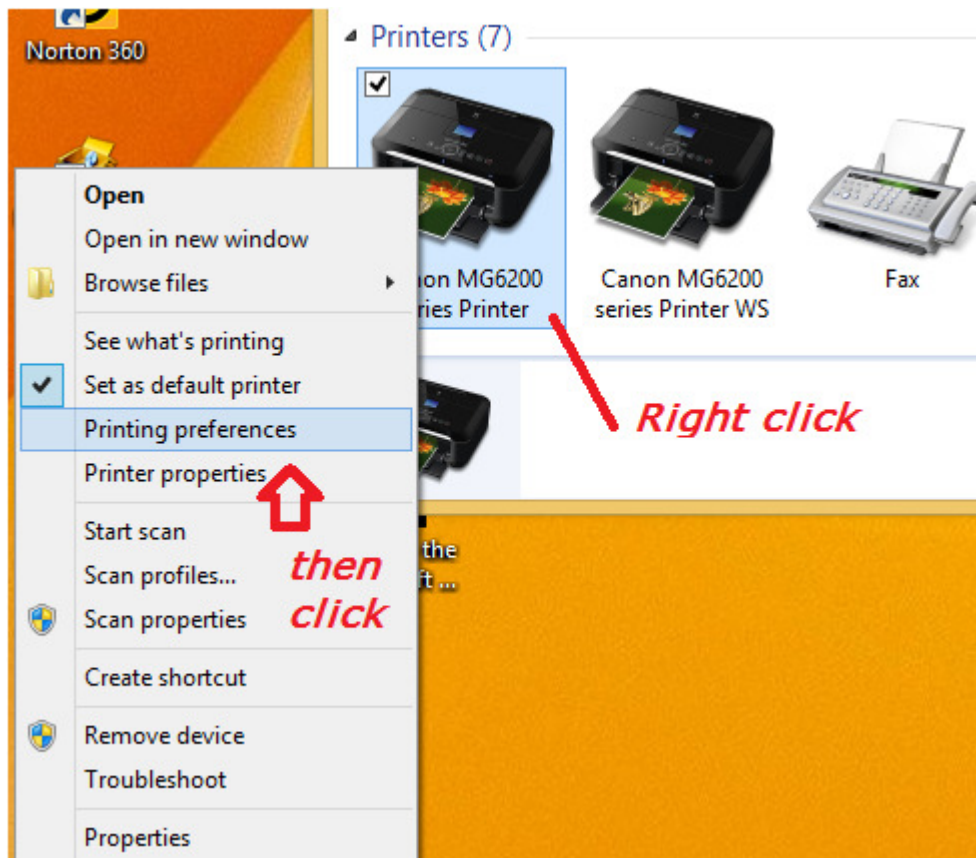 Norton 360
Printers (7)
Canon MG6200
series Printer WS
Fax
on MG6200
ries Printer
Right click
Open
Open in new window
Browse files
See what's printing
Set as default printer
Printing preferences
Printer properties
Start scan
Scan profiles...
Scan properties
Create shortcut
Remove device
Troubleshoot
Properties
then
click
the
ft ...